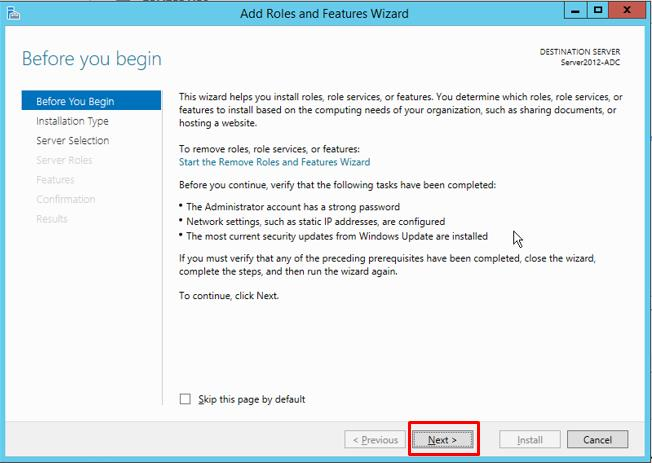 Add Roles and Features Wizard
Before you begin
DESTINATION SERVER
Server2012-ADC
Before You Begin
Installation Type
Server Selection
Server Roles
Features
Confirmation
Results
This wizard helps you install roles, role services, or features. You determine which roles, role services, or
features to install based on the computing needs of your organization, such as sharing documents, or
hosting a website.
To remove roles, role services, or features:
Start the Remove Roles and Features Wizard
Before you continue, verify that the following tasks have been completed:
• The Administrator account has a strong password
• Network settings, such as static IP addresses, are configured
• The most current security updates from Windows Update are installed
If you must verify that any of the preceding prerequisites have been completed, close the wizard,
complete the steps, and then run the wizard again.
To continue, click Next.
Skip this page by default
< Previous
Next >
Install
Cancel